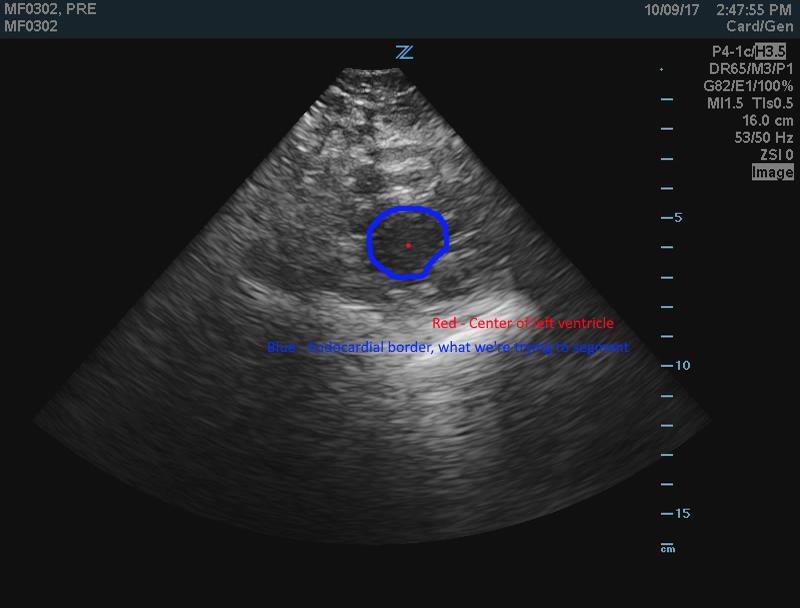 MF0302, PRE
10/09/17 2:47:55 PM
MF0302
Card/Gen
Z
P4-1c/H3.5
DR65/M3/P1
G82/E1/100%
MI1.5 TIs0.5
16.0 cm
53/50 Hz
ZSI 0
Image
5
Red - Center of left ventricle
Blue - Endocardial border, what we're trying to segment
10
15
cm